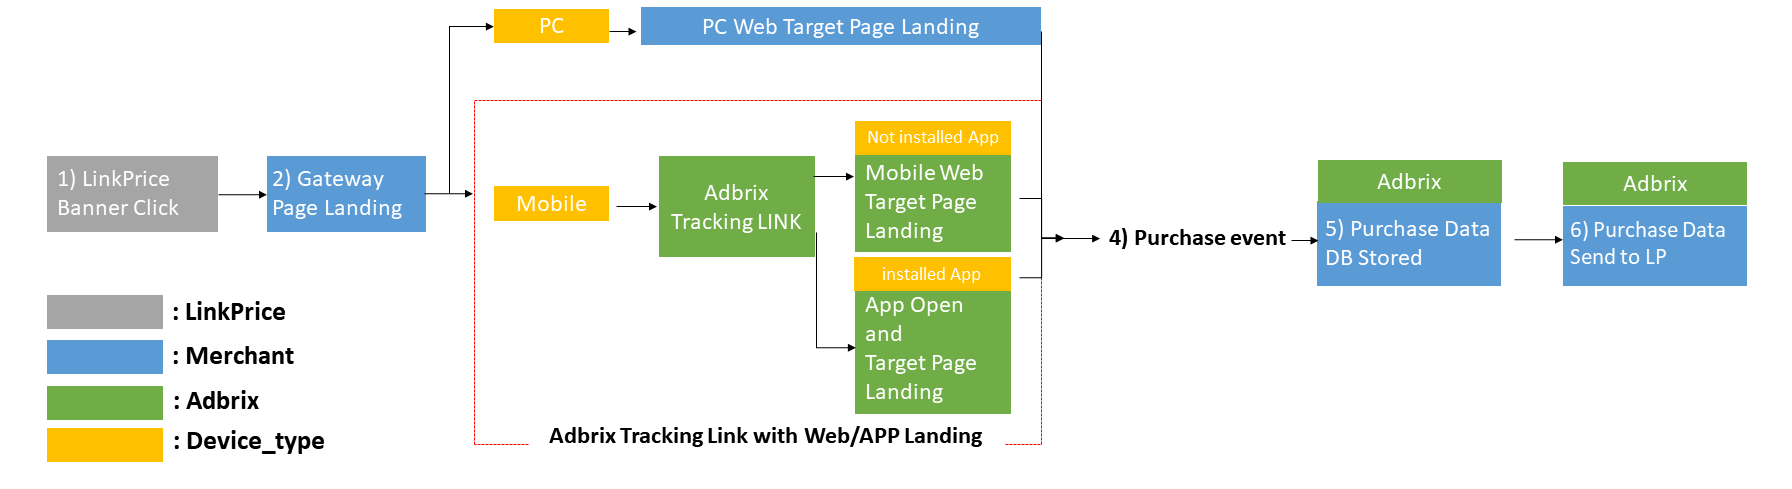 PC
PC Web Target Page Landing
1) LinkPrice
Banner Click
2) Gateway
Page Landing
Mobile
Adbrix
Tracking LINK
Not installed App
Mobile Web
Target Page
Landing
installed App
App Open
and
Target Page
Landing
Adbrix Tracking Link with Web/APP Landing
4) Purchase event
Adbrix
5) Purchase Data
DB Stored
Adbrix
6) Purchase Data
Send to LP
: LinkPrice
: Merchant
: Adbrix
: Device_type